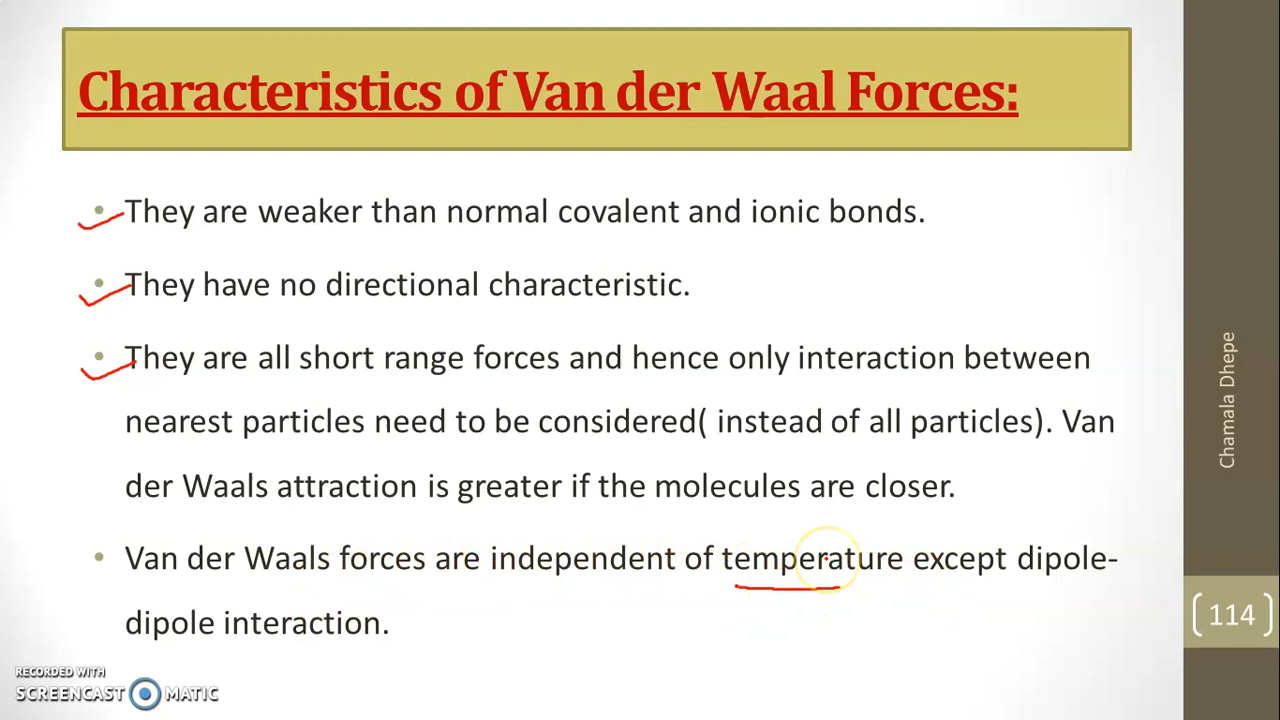 Characteristics of Van der Waal Forces:
• They are weaker than normal covalent and ionic bonds.
• They have no directional characteristic.
• They are all short range forces and hence only interaction between
nearest particles need to be considered( instead of all particles). Van
der Waals attraction is greater if the molecules are closer.
• Van der Waals forces are independent of temperature except dipole-
dipole interaction.
Chamala Dhepe
114
RECORDED WITH
SCREENCAST MATIC